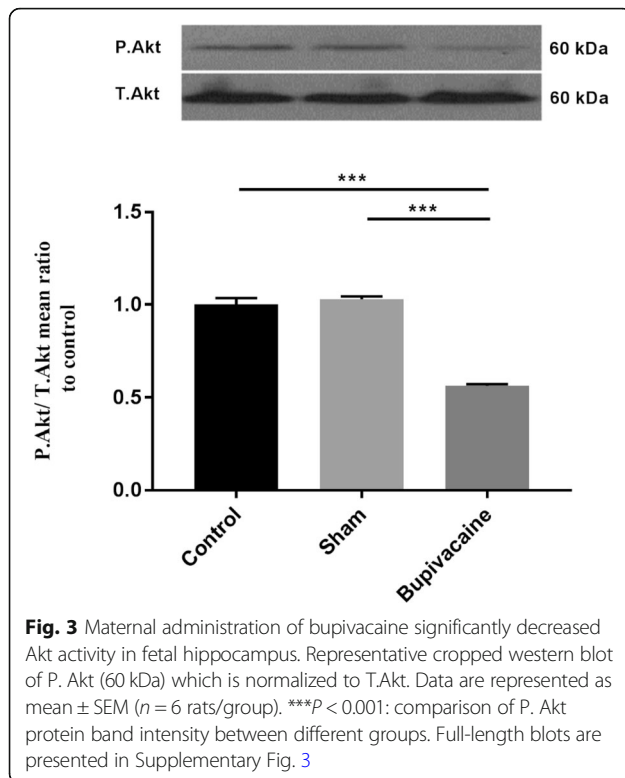 P.Akt 60 kDa
T.Akt 60 kDa
***
***
1.5
1.0
0.5
0.0
P.Akt/ T.Akt mean ratio
to control
Control
Sham
Bupivacaine
Fig. 3 Maternal administration of bupivacaine significantly decreased
Akt activity in fetal hippocampus. Representative cropped western blot
of P. Akt (60 kDa) which is normalized to T.Akt. Data are represented as
mean ± SEM (n = 6 rats/group). ***P < 0.001: comparison of P. Akt
protein band intensity between different groups. Full-length blots are
presented in Supplementary Fig. 3